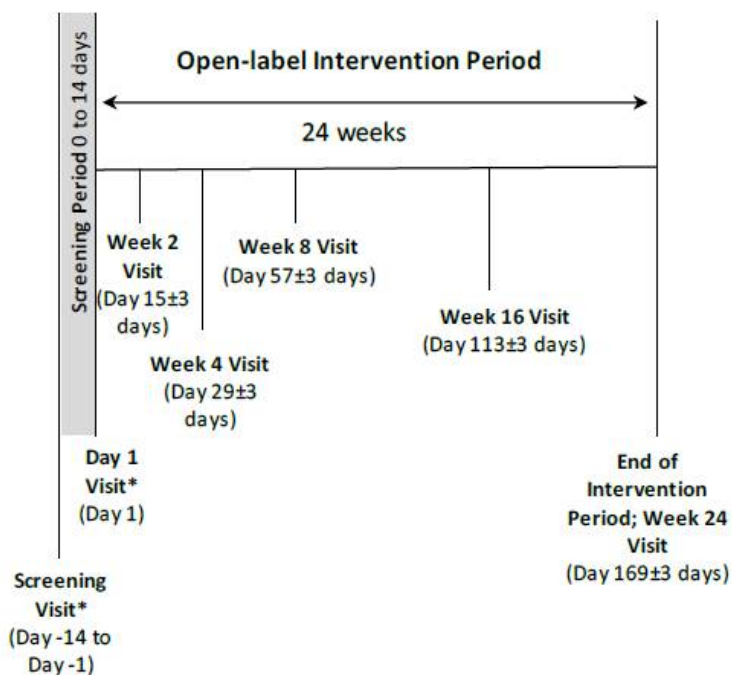 Screening Period 0 to 14 days
Open-label Intervention Period
24 weeks
Week 2
Visit
(Day 15±3
days)
Week 4 Visit
(Day 29±3
days)
Week 8 Visit
(Day 57±3 days)
Week 16 Visit
(Day 113±3 days)
Day 1
Visit*
(Day 1)
End of
Intervention
Period; Week 24
Visit
(Day 169±3 days)
Screening
Visit*
(Day -14 to
Day -1)